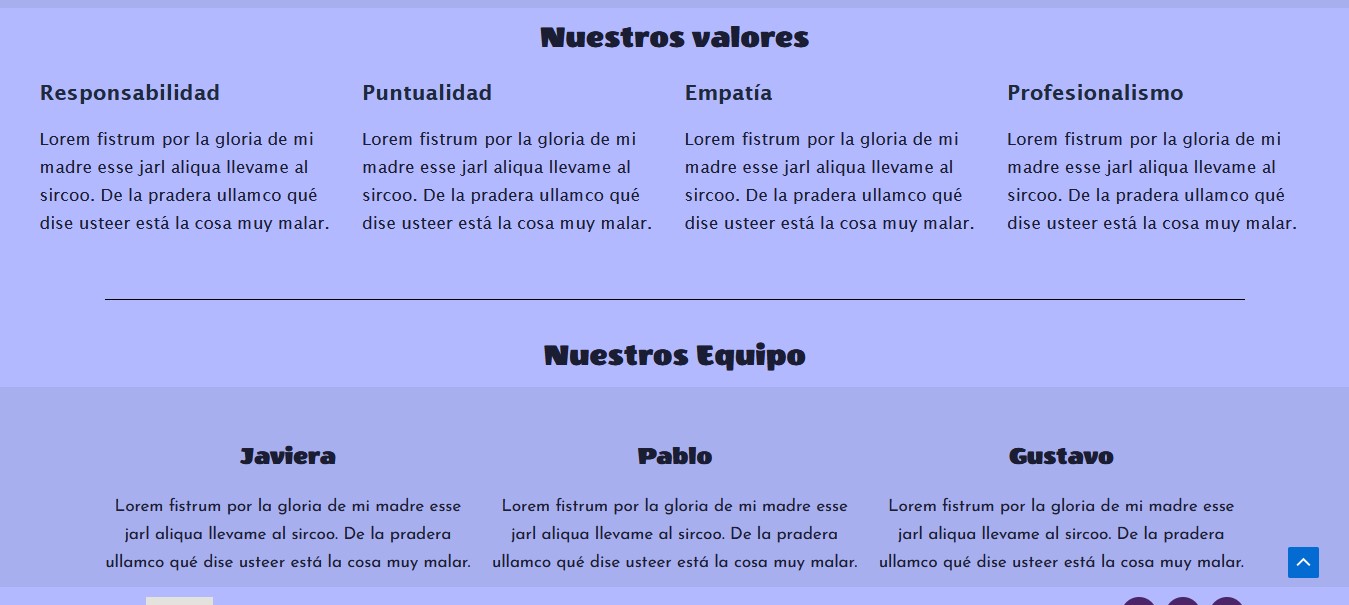 Nuestros valores
Responsabilidad
Lorem fistrum por la gloria de mi
madre esse jarl aliqua llevame al
sircoo. De la pradera ullamco qué
dise usteer está la cosa muy malar.
Puntualidad
Lorem fistrum por la gloria de mi
madre esse jarl aliqua llevame al
sircoo. De la pradera ullamco qué
dise usteer está la cosa muy malar.
Empatía
Lorem fistrum por la gloria de mi
madre esse jarl aliqua llevame al
sircoo. De la pradera ullamco qué
dise usteer está la cosa muy malar.
Profesionalismo
Lorem fistrum por la gloria de mi
madre esse jarl aliqua llevame al
sircoo. De la pradera ullamco qué
dise usteer está la cosa muy malar.
Nuestros Equipo
Javiera
Lorem fistrum por la gloria de mi madre esse
jarl aliqua llevame al sircoo. De la pradera
ullamco qué dise usteer está la cosa muy malar.
Pablo
Lorem fistrum por la gloria de mi madre esse
jarl aliqua llevame al sircoo. De la pradera
ullamco qué dise usteer está la cosa muy malar.
Gustavo
Lorem fistrum por la gloria de mi madre esse
jarl aliqua llevame al sircoo. De la pradera
ullamco qué dise usteer está la cosa muy malar.